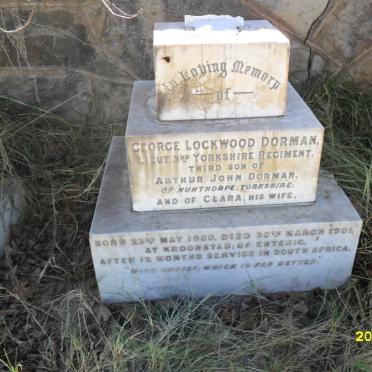 In Loving Memory
— OF —
GEORGE LOCKWOOD DORMAN,
LIEUT. 3RD YORKSHIRE REGIMENT,
THIRD SON OF
ARTHUR JOHN DORMAN,
OF NUNTHORPE, YORKSHIRE;
AND OF CLARA, HIS WIFE.
BORN 23RD MAY 1880, DIED 30TH MARCH 1901,
AT KROONSTAD: OF ENTERIC,
AFTER 12 MONTHS SERVICE IN SOUTH AFRICA.
"WITH CHRIST, WHICH IS FAR BETTER."
20